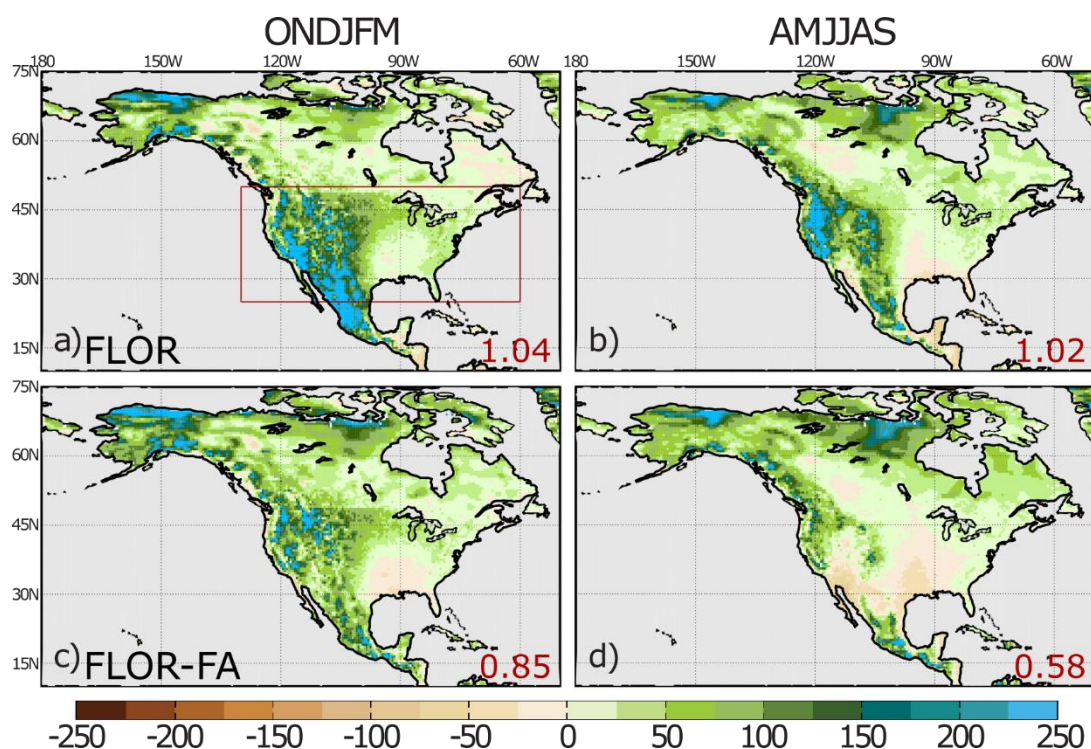 ONDJFM AMJJAS
180 150W 120W 90W 60W 180 150W 120W 90W 60W
75N
60N
45N
30N
15N
a) FLOR 1.04
b) 1.02
75N
60N
45N
30N
15N
c) FLOR-FA 0.85
d) 0.58
-250 -200 -150 -100 -50 0 50 100 150 200 250